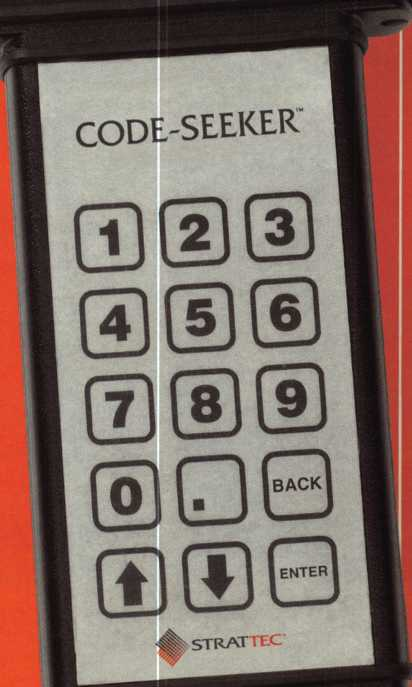 CODE-SEEKER™
1 2 3
4 5 6
7 8 9
0 . BACK
ENTER
STRATTEC